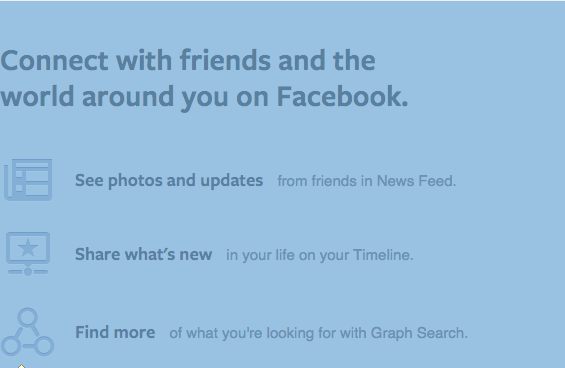 Connect with friends and the
world around you on Facebook.
See photos and updates from friends in News Feed.
Share what's new in your life on your Timeline.
Find more of what you're looking for with Graph Search.